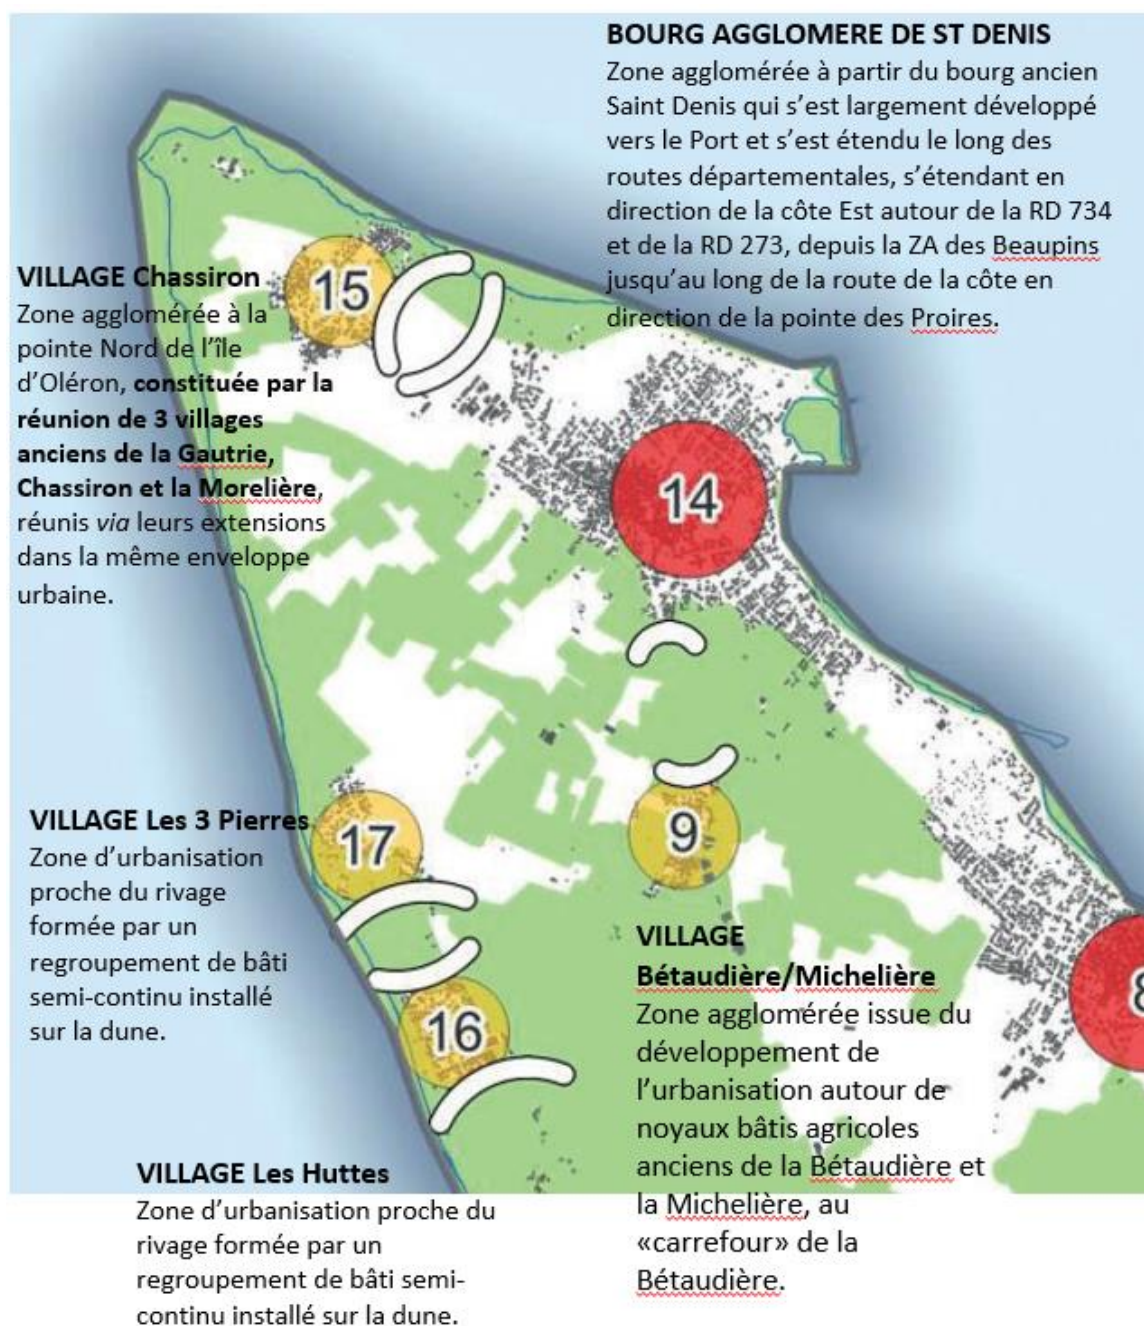 BOURG AGGLOMERE DE ST DENIS
Zone agglomérée à partir du bourg ancien
Saint Denis qui s’est largement développé
vers le Port et s’est étendu le long des
routes départementales, s’étendant en
direction de la côte Est autour de la RD 734
et de la RD 273, depuis la ZA des Beaupins
jusqu’au long de la route de la côte en
direction de la pointe des Proires.
VILLAGE Chassiron
Zone agglomérée à la
pointe Nord de l’île
d’Oléron, constituée par la
réunion de 3 villages
anciens de la Gautrie,
Chassiron et la Morelière,
réunis via leurs extensions
dans la même enveloppe
urbaine.
15
14
VILLAGE Les 3 Pierres
Zone d’urbanisation
proche du rivage
formée par un
regroupement de bâti
semi-continu installé
sur la dune.
17
9
16
8
VILLAGE
Bétaudière/Michelière
Zone agglomérée issue du
développement de
l’urbanisation autour de
noyaux bâtis agricoles
anciens de la Bétaudière et
la Michelière, au
«carrefour» de la
Bétaudière.
VILLAGE Les Huttes
Zone d’urbanisation proche du
rivage formée par un
regroupement de bâti semi-
continu installé sur la dune.